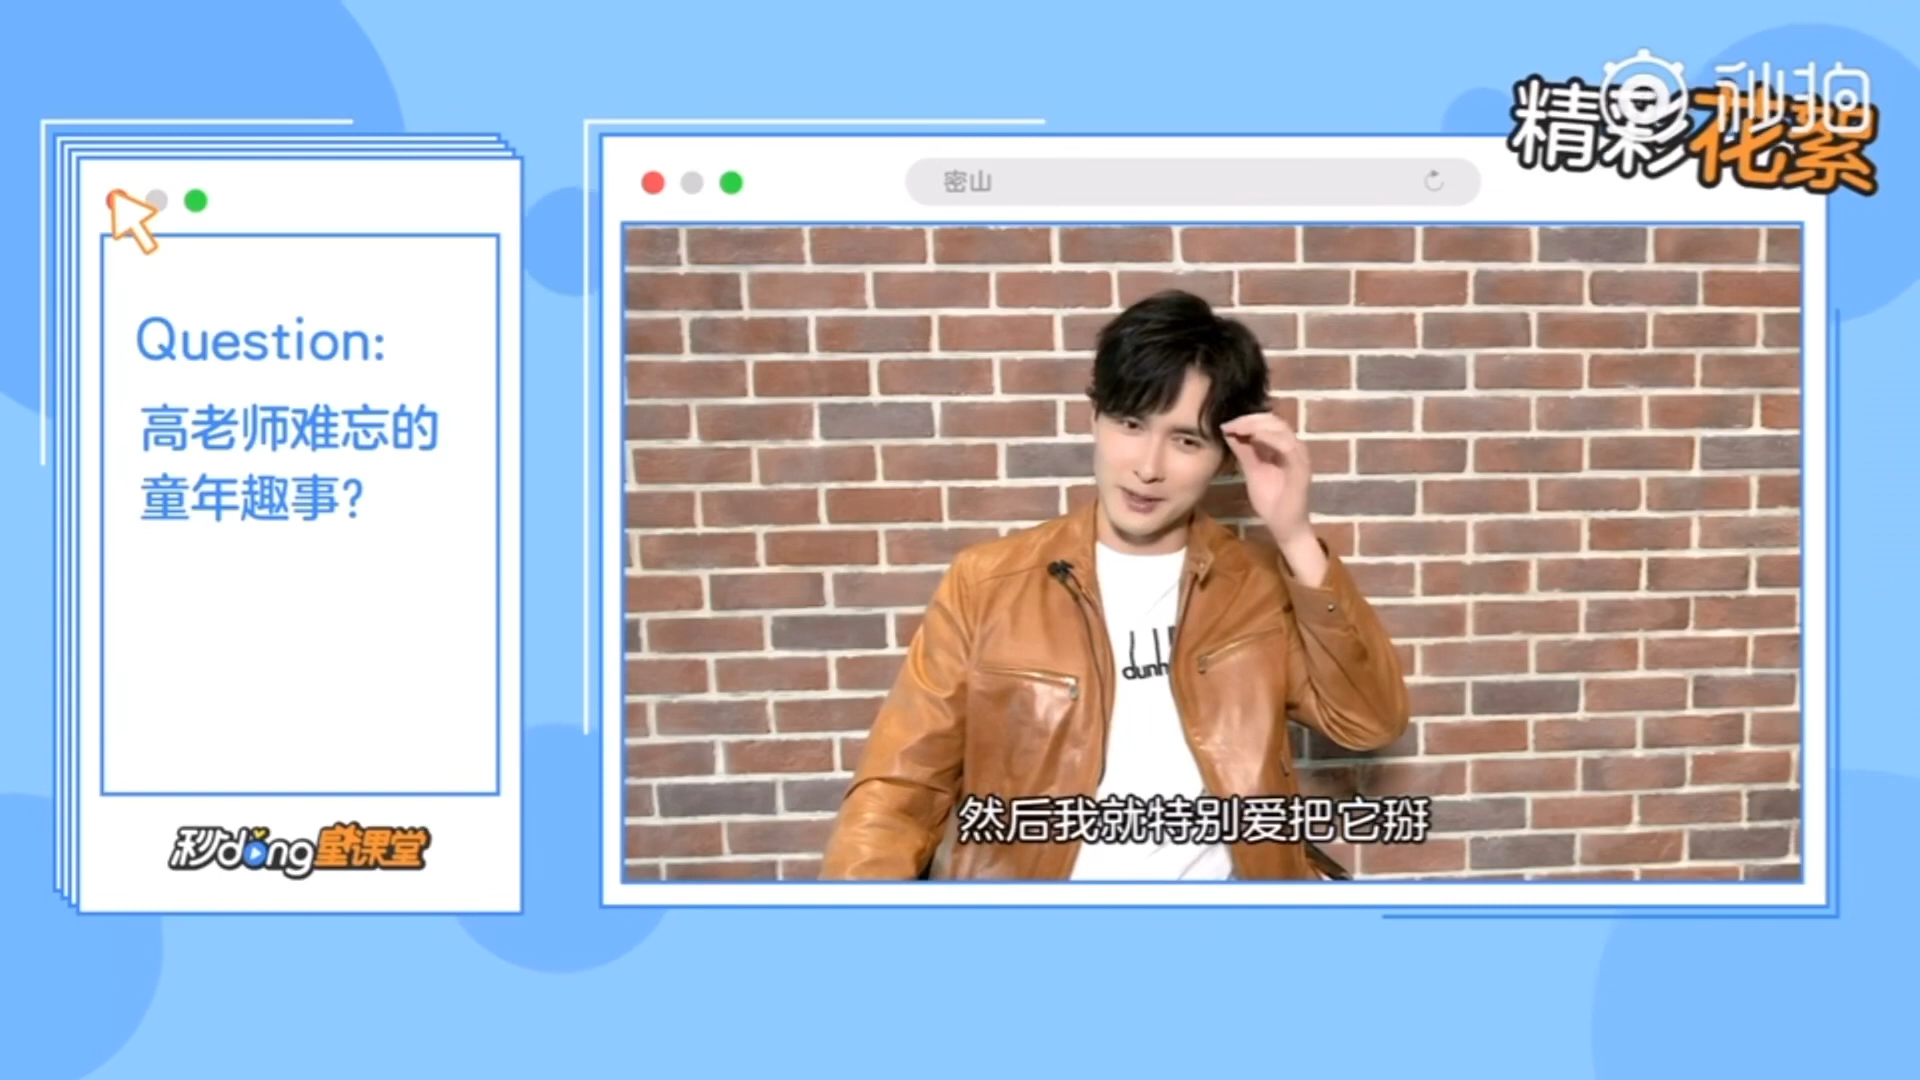 精彩花絮
秒拍
密山
Question:
高老师难忘的
童年趣事?
dunh
然后我就特别爱把它掰
秒dong星课堂